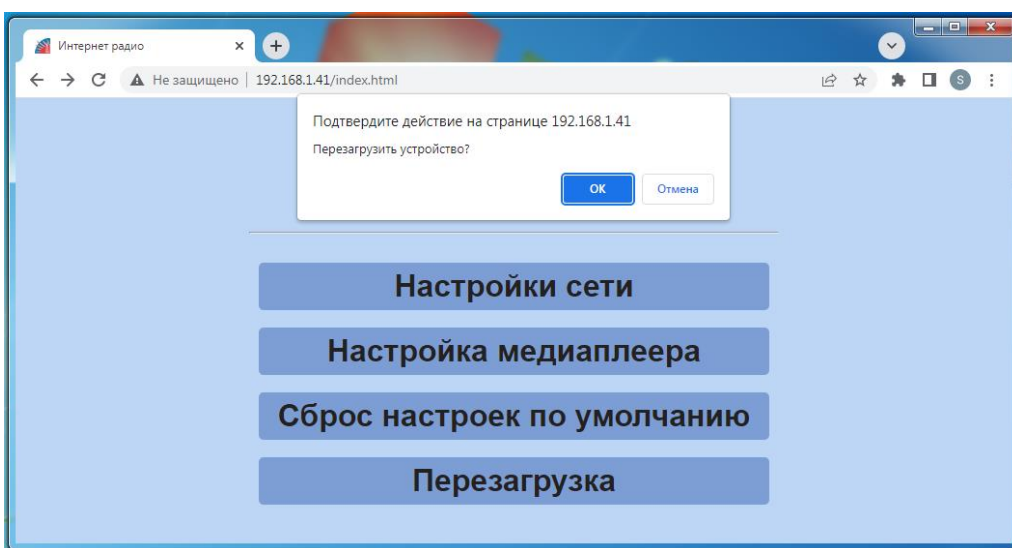 Интернет радио
Не защищено | 192.168.1.41/index.html
S
Подтвердите действие на странице 192.168.1.41
Перезагрузить устройство?
ОК Отмена
Настройки сети
Настройка медиаплеера
Сброс настроек по умолчанию
Перезагрузка